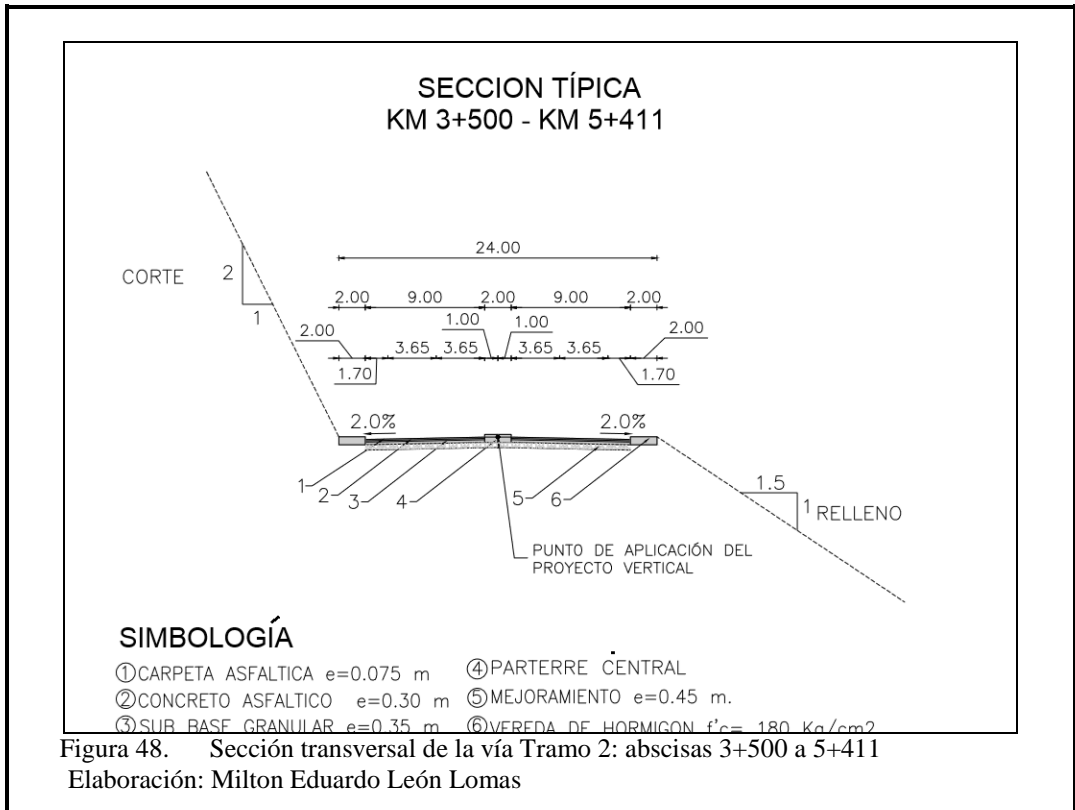 SECCION TÍPICA
KM 3+500 - KM 5+411
24.00
CORTE
2
1
2.00 9.00 2.00 9.00 2.00
2.00 1.00 1.00 2.00
3.65 3.65 3.65 3.65
1.70 1.70
2.0% 2.0%
1 2 3 4 5 6
1.5
1 RELLENO
PUNTO DE APLICACIÓN DEL
PROYECTO VERTICAL
SIMBOLOGÍA
①CARPETA ASFALTICA e=0.075 m
②CONCRETO ASFALTICO e=0.30 m
③SUB BASE GRANULAR e=0.35 m
④PARTERRE CENTRAL
⑤MEJORAMIENTO e=0.45 m.
⑥VEREDA DE HORMIGON f'c= 180 Kg/cm2
Figura 48. Sección transversal de la vía Tramo 2: abscisas 3+500 a 5+411
Elaboración: Milton Eduardo León Lomas